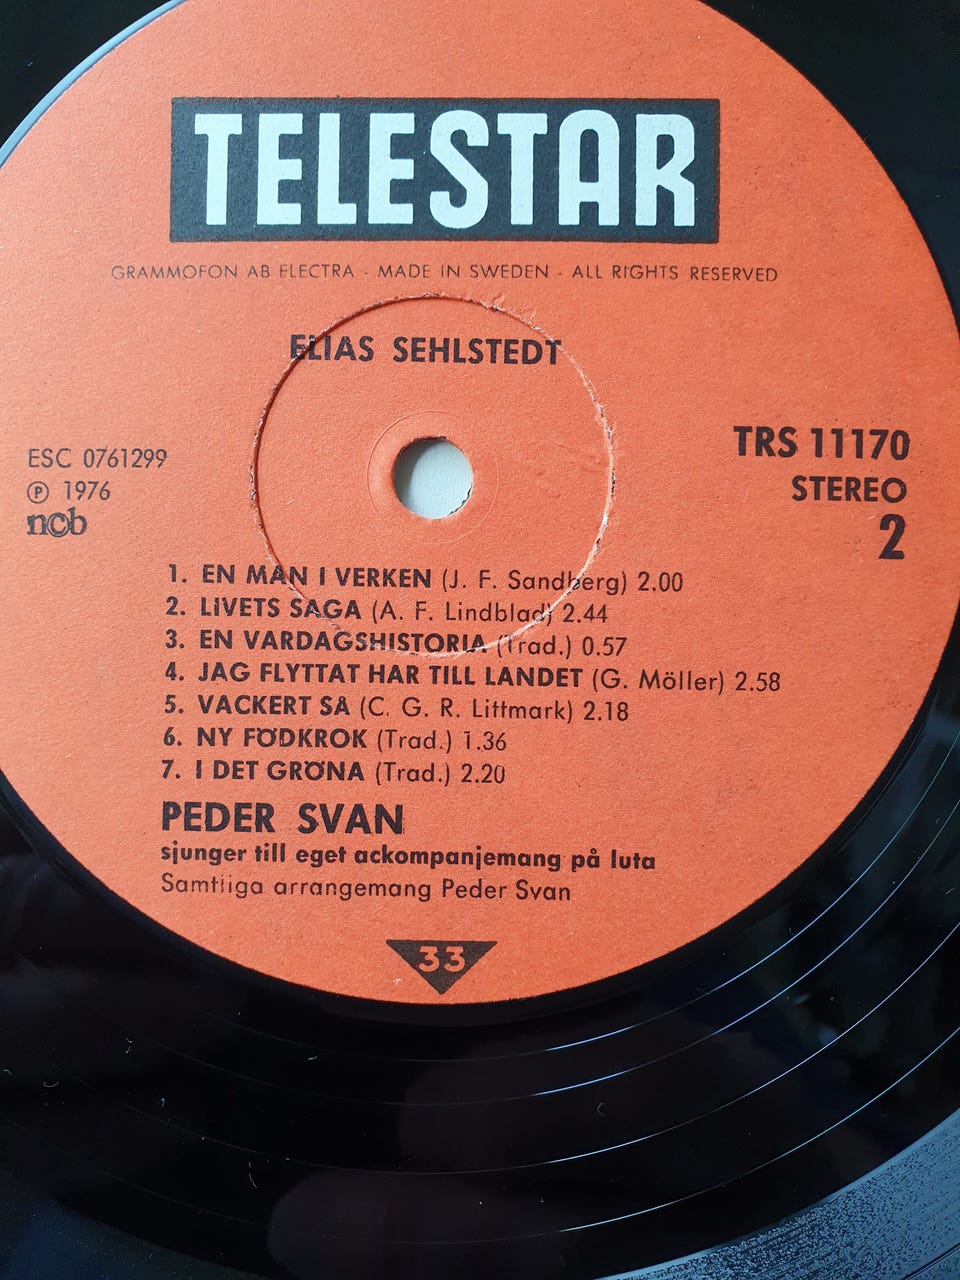 TELESTAR
GRAMMOFON AB ELECTRA - MADE IN SWEDEN - ALL RIGHTS RESERVED
ELIAS SEHLSTEDT
ESC 0761299
Ⓟ 1976
ncb
TRS 11170
STEREO
2
1. EN MAN I VERKEN (J. F. Sandberg) 2.00
2. LIVETS SAGA (A. F. Lindblad) 2.44
3. EN VARDAGSHISTORIA (Trad.) 0.57
4. JAG FLYTTAT HAR TILL LANDET (G. Möller) 2.58
5. VACKERT SÅ (C. G. R. Littmark) 2.18
6. NY FÖDKROK (Trad.) 1.36
7. I DET GRÖNA (Trad.) 2.20
PEDER SVAN
sjunger till eget ackompanjemang på luta
Samtliga arrangemang Peder Svan
33